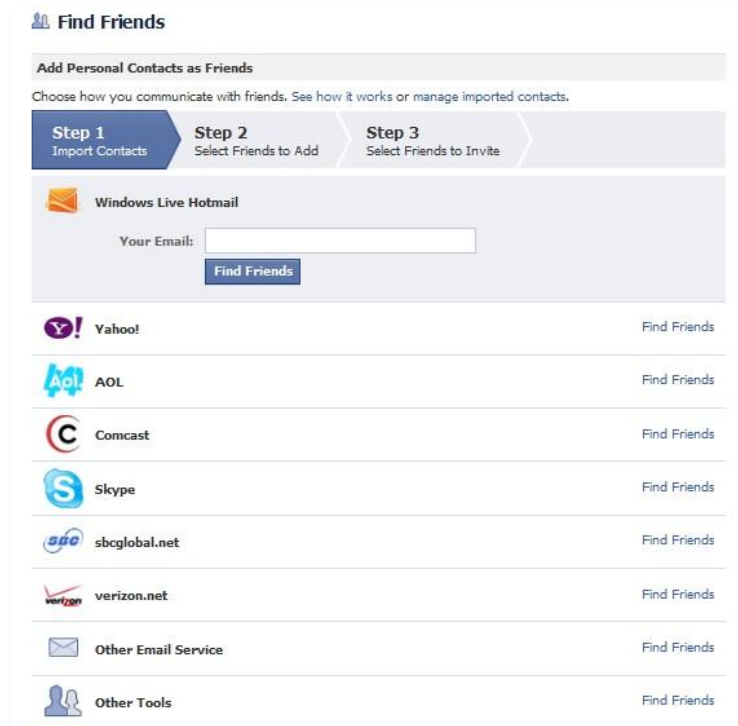 Find Friends
Add Personal Contacts as Friends
Choose how you communicate with friends. See how it works or manage imported contacts.
Step 1
Import Contacts
Step 2
Select Friends to Add
Step 3
Select Friends to Invite
Windows Live Hotmail
Your Email:
Find Friends
Y! Yahoo! Find Friends
Aol. AOL Find Friends
C Comcast Find Friends
S Skype Find Friends
SBC sbcglobal.net Find Friends
verizon verizon.net Find Friends
Other Email Service Find Friends
Other Tools Find Friends